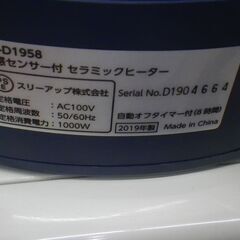 -D1958
感センサー付 セラミックヒーター
スリーアップ株式会社
Serial No.D1904664
定格電圧：AC100V
定格周波数：50/60Hz
定格消費電力：1000W
自動オフタイマー付(8時間)
2019年製
Made in China